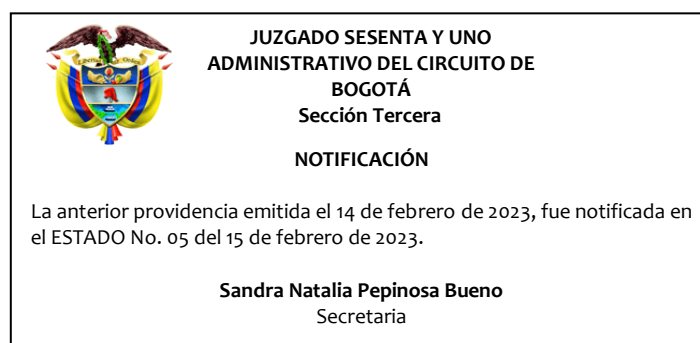 JUZGADO SESENTA Y UNO
ADMINISTRATIVO DEL CIRCUITO DE
BOGOTÁ
Sección Tercera
NOTIFICACIÓN
La anterior providencia emitida el 14 de febrero de 2023, fue notificada en
el ESTADO No. 05 del 15 de febrero de 2023.
Sandra Natalia Pepinosa Bueno
Secretaria